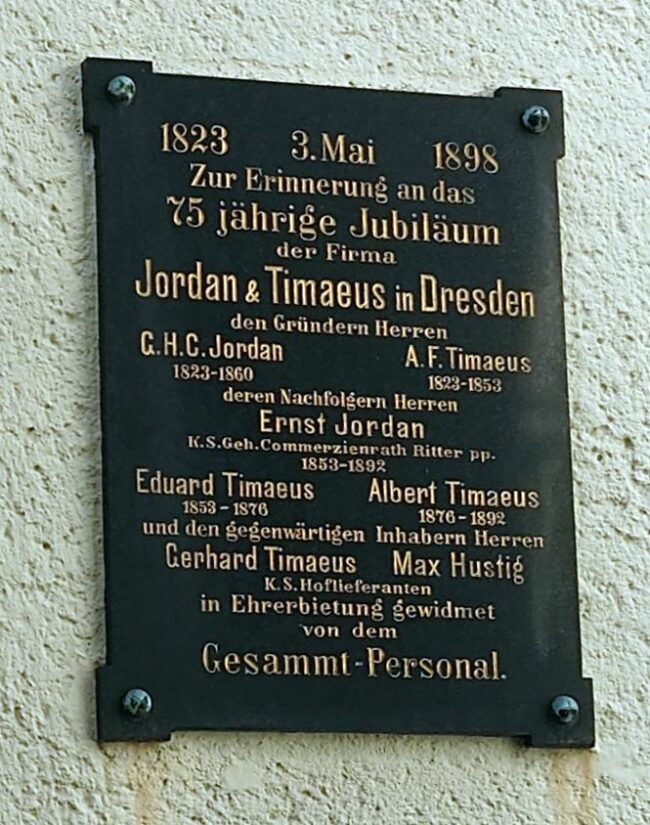 1823 3. Mai 1898
Zur Erinnerung an das
75 jährige Jubiläum
der Firma
Jordan & Timaeus in Dresden
den Gründern Herren
G.H.C. Jordan A.F. Timaeus
1823-1860 1823-1853
deren Nachfolgern Herren
Ernst Jordan
K.S. Geh. Commerzienrath Ritter pp.
1853-1892
Eduard Timaeus Albert Timaeus
1853 - 1876 1876 - 1892
und den gegenwärtigen Inhabern Herren
Gerhard Timaeus Max Hustig
K.S. Hoflieferanten
in Ehrerbietung gewidmet
von dem
Gesammt-Personal.